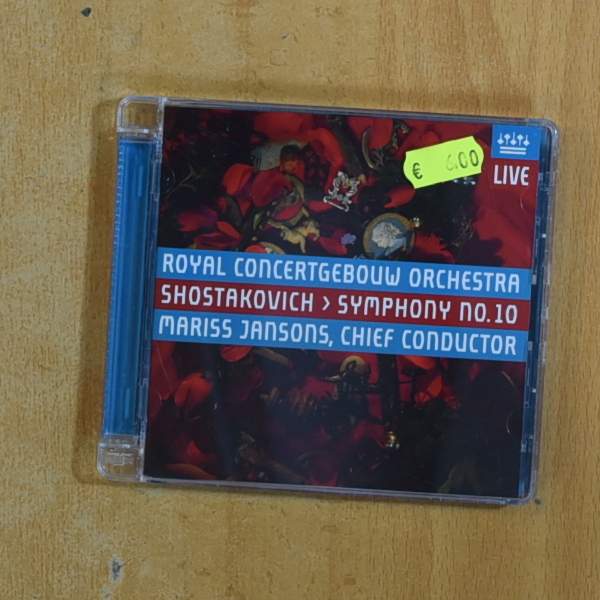 € 6.00
LIVE
ROYAL CONCERTGEBOUW ORCHESTRA
SHOSTAKOVICH > SYMPHONY NO.10
MARISS JANSONS, CHIEF CONDUCTOR